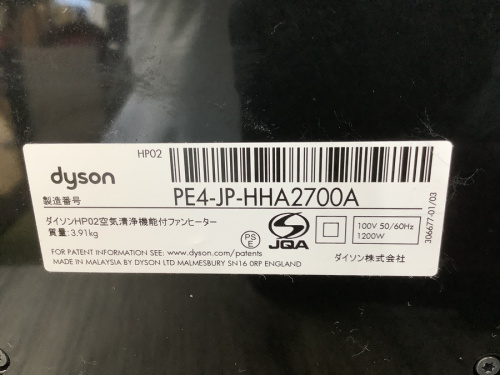 HP02
dyson
製造番号 PE4-JP-HHA2700A
ダイソンHP02空気清浄機能付ファンヒーター
質量:3.91kg
PS
E
JQA
100V 50/60Hz
1200W
FOR PATENT INFORMATION SEE: www.dyson.com/patents
MADE IN MALAYSIA BY DYSON LTD MALMESBURY SN16 0RP ENGLAND
ダイソン株式会社
306677-01/03